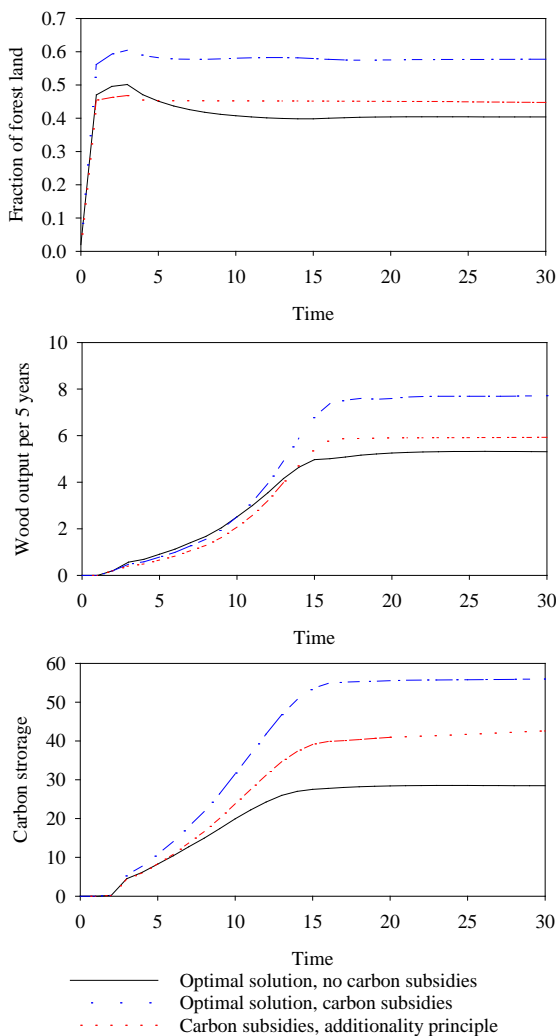 0.7
0.6
0.5
0.4
0.3
0.2
0.1
0.0
Fraction of forest land
0 5 10 15 20 25 30
Time
10
8
6
4
2
0
Wood output per 5 years
0 5 10 15 20 25 30
Time
60
50
40
30
20
10
0
Carbon strorage
0 5 10 15 20 25 30
Time
Optimal solution, no carbon subsidies
Optimal solution, carbon subsidies
Carbon subsidies, additionality principle